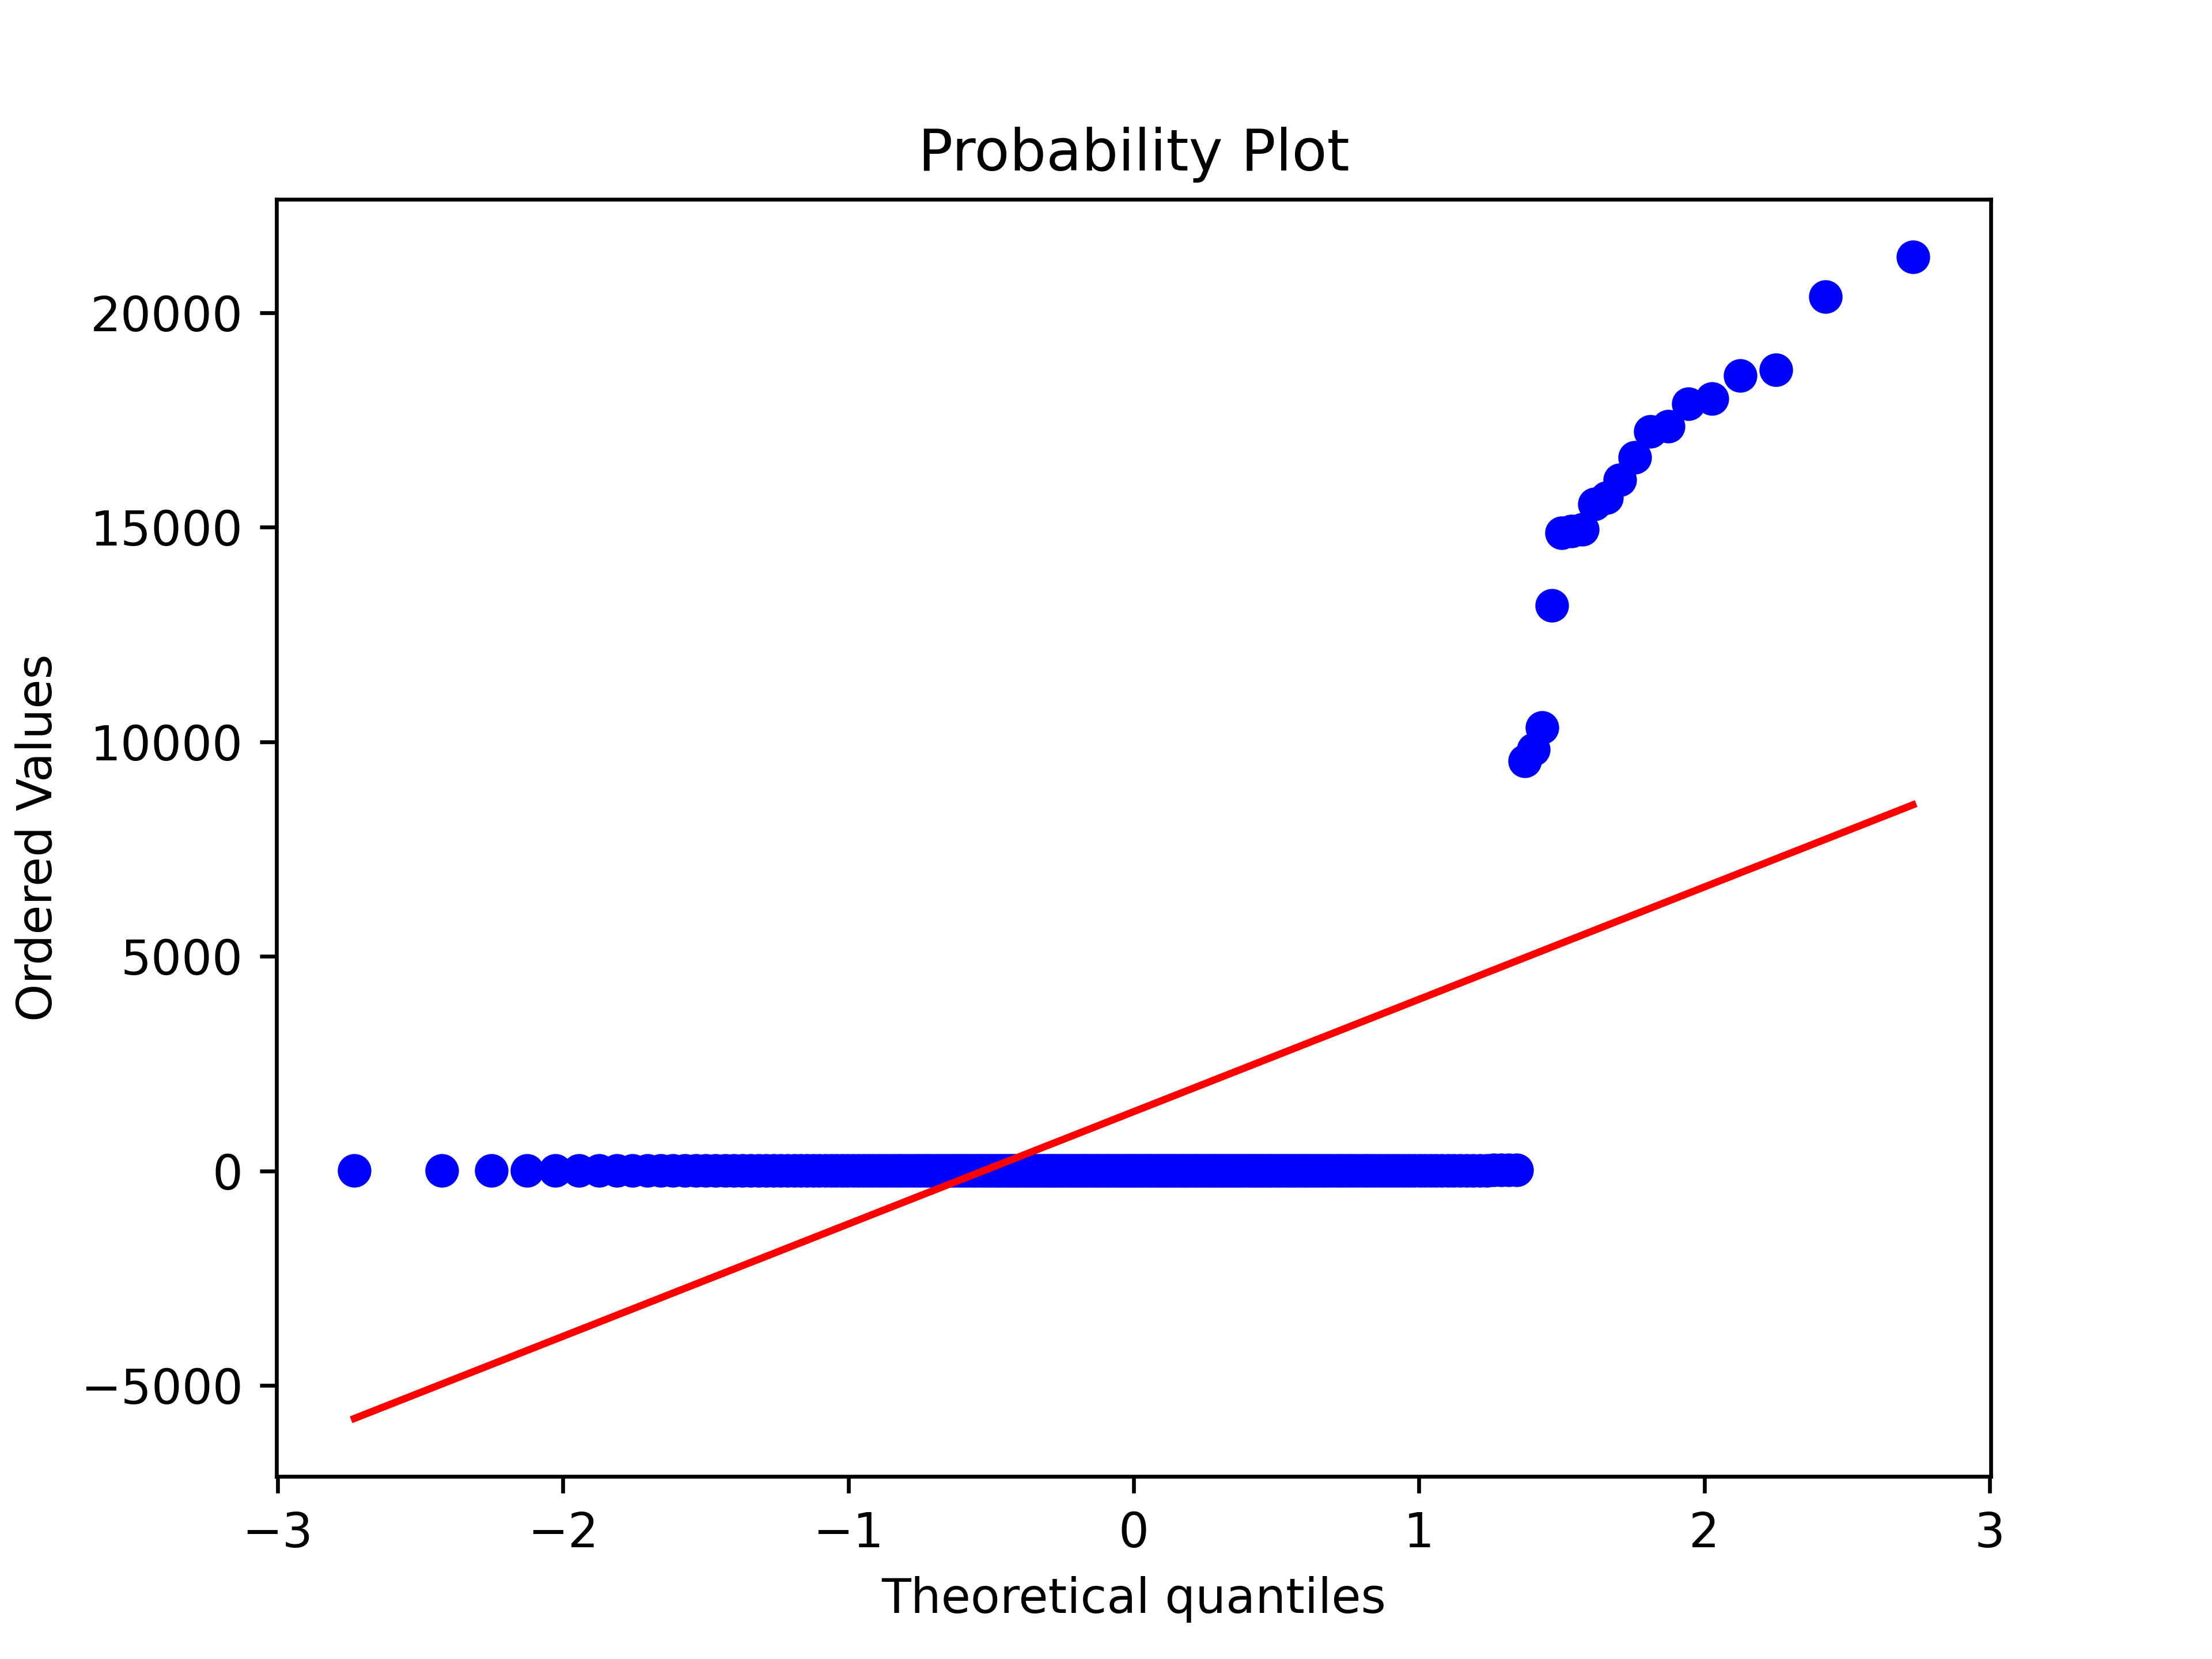 Probability Plot
20000
15000
10000
5000
0
−5000
Ordered Values
−3 −2 −1 0 1 2 3
Theoretical quantiles